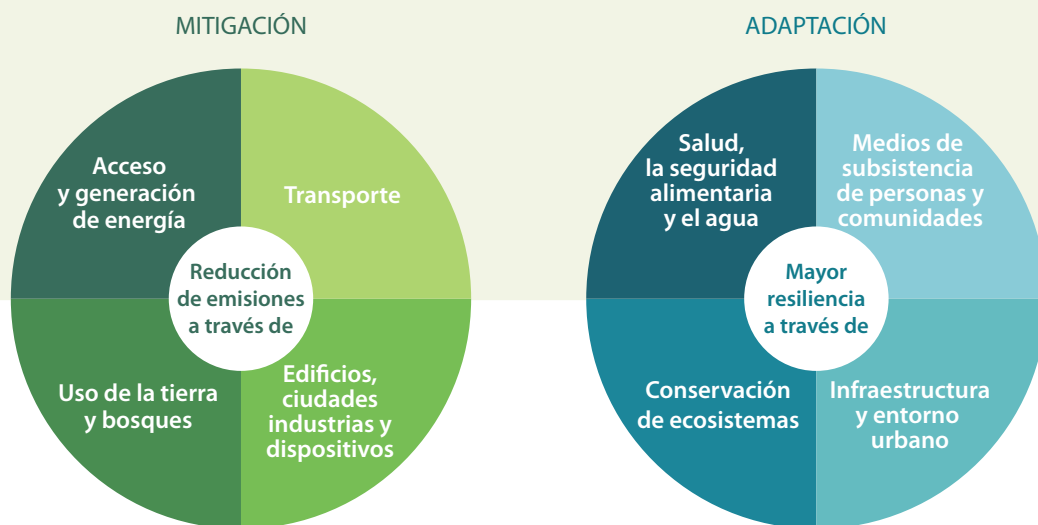 MITIGACIÓN
Acceso
y generación
de energía
Transporte
Reducción
de emisiones
a través de
Uso de la tierra
y bosques
Edificios,
ciudades
industrias y
dispositivos
ADAPTACIÓN
Salud,
la seguridad
alimentaria
y el agua
Medios de
subsistencia
de personas y
comunidades
Mayor
resiliencia
a través de
Conservación
de ecosistemas
Infraestructura
y entorno
urbano